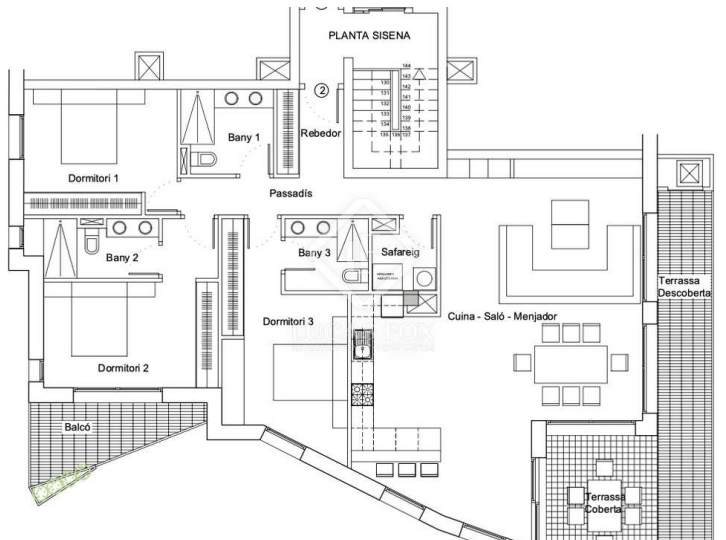 PLANTA SISENA
2
144
143
142
141
140
139
138
137
136
135
134
133
132
131
130
Rebedor
Bany 1
Dormitori 1
Passadís
Bany 2
Bany 3
Safareig
Terrassa
Descoberta
Dormitori 3
Cuina - Saló - Menjador
Dormitori 2
Balcó
Terrassa
Coberta